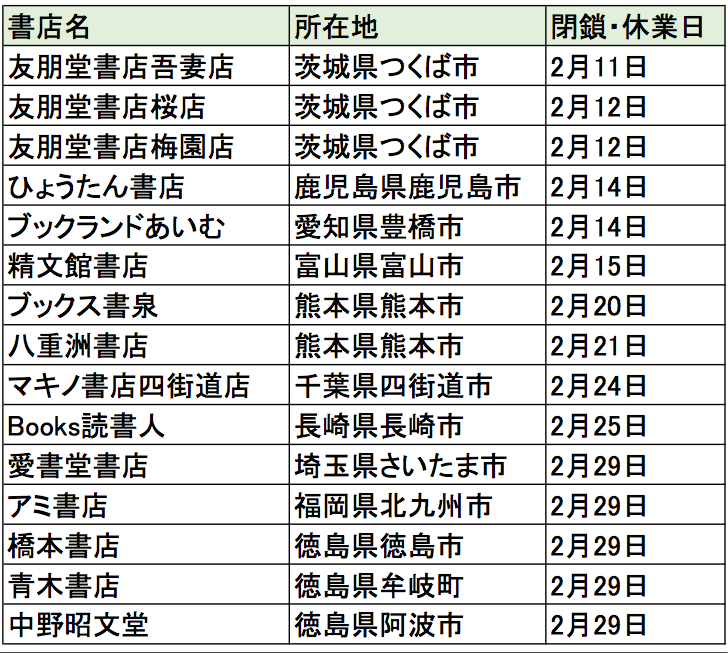 書店名 所在地 閉鎖・休業日
友朋堂書店吾妻店 茨城県つくば市 2月11日
友朋堂書店桜店 茨城県つくば市 2月12日
友朋堂書店梅園店 茨城県つくば市 2月12日
ひょうたん書店 鹿児島県鹿児島市 2月14日
ブックランドあいむ 愛知県豊橋市 2月14日
精文館書店 富山県富山市 2月15日
ブックス書泉 熊本県熊本市 2月20日
八重洲書店 熊本県熊本市 2月21日
マキノ書店四街道店 千葉県四街道市 2月24日
Books読書人 長崎県長崎市 2月25日
愛書堂書店 埼玉県さいたま市 2月29日
アミ書店 福岡県北九州市 2月29日
橋本書店 徳島県徳島市 2月29日
青木書店 徳島県牟岐町 2月29日
中野昭文堂 徳島県阿波市 2月29日